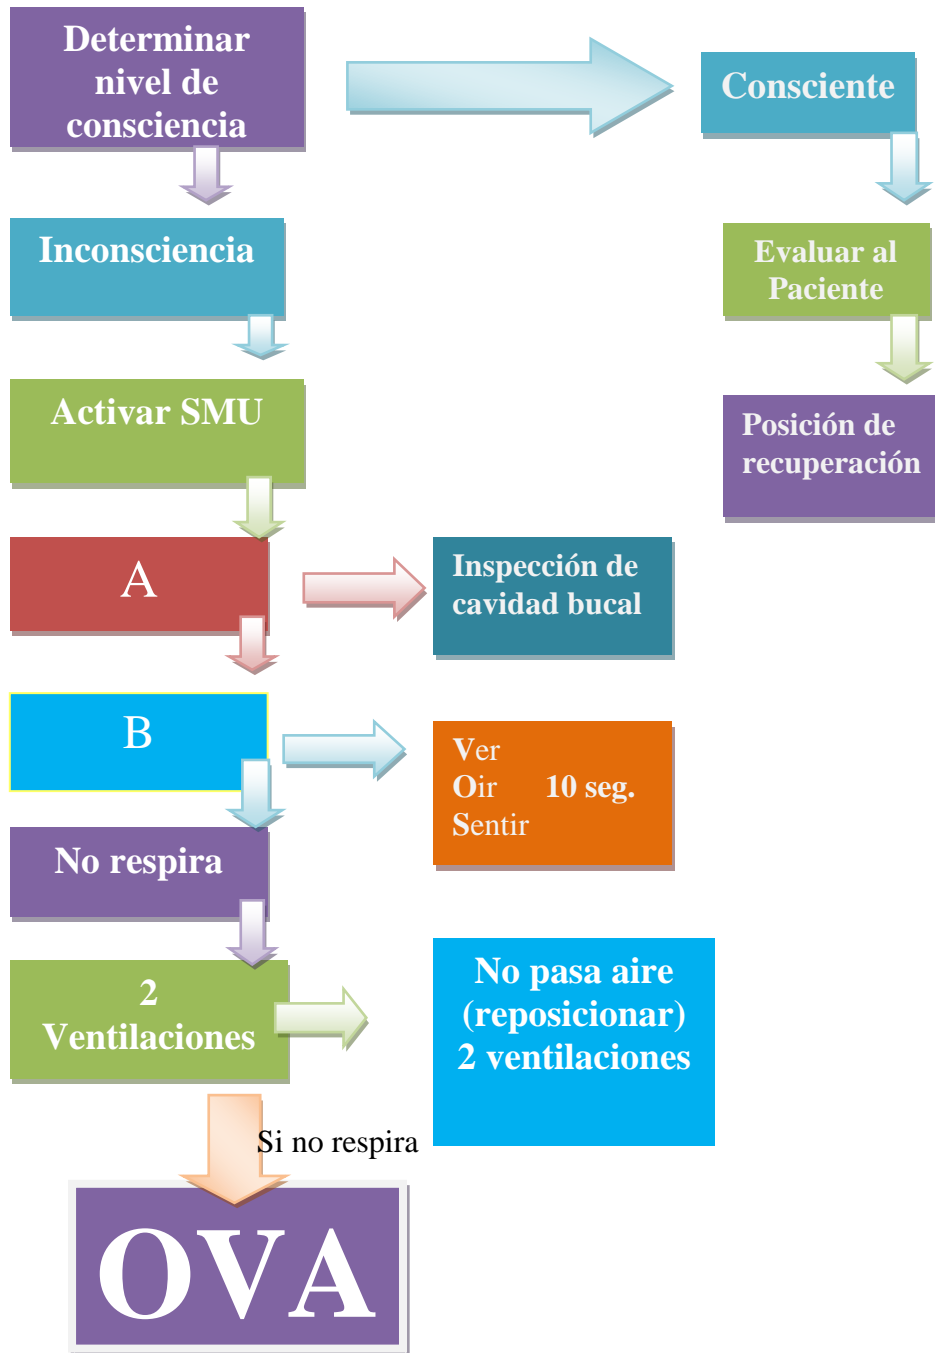 Determinar
nivel de
consciencia
Consciente
Inconsciencia
Evaluar al
Paciente
Activar SMU
Posición de
recuperación
A
Inspección de
cavidad bucal
B
Ver
Oir 10 seg.
Sentir
No respira
2
Ventilaciones
No pasa aire
(reposicionar)
2 ventilaciones
Si no respira
OVA